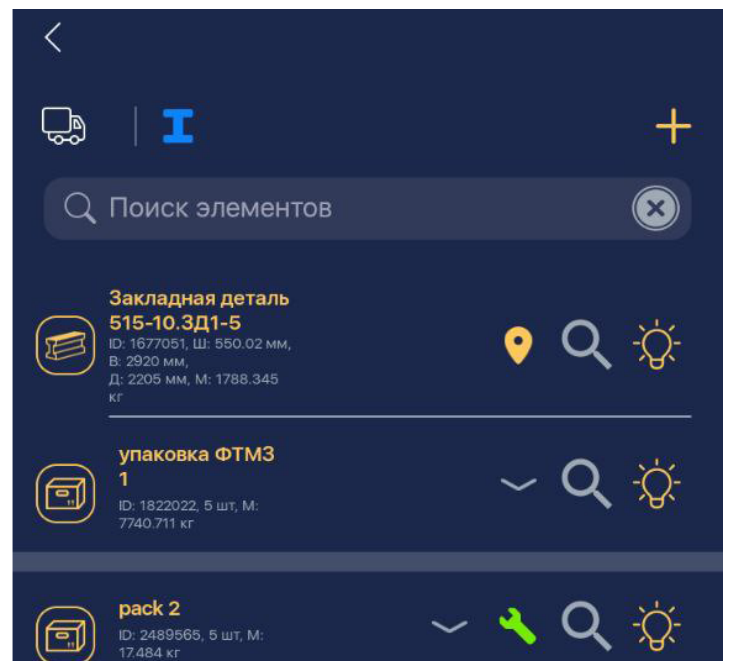 Поиск элементов
Закладная деталь
515-10.3Д1-5
ID: 1677051, Ш: 550.02 мм,
В: 2920 мм,
Д: 2205 мм, М: 1788.345
кг
упаковка ФТМЗ
1
ID: 1822022, 5 шт, М:
7740.711 кг
pack 2
ID: 2489565, 5 шт, М:
17.484 кг